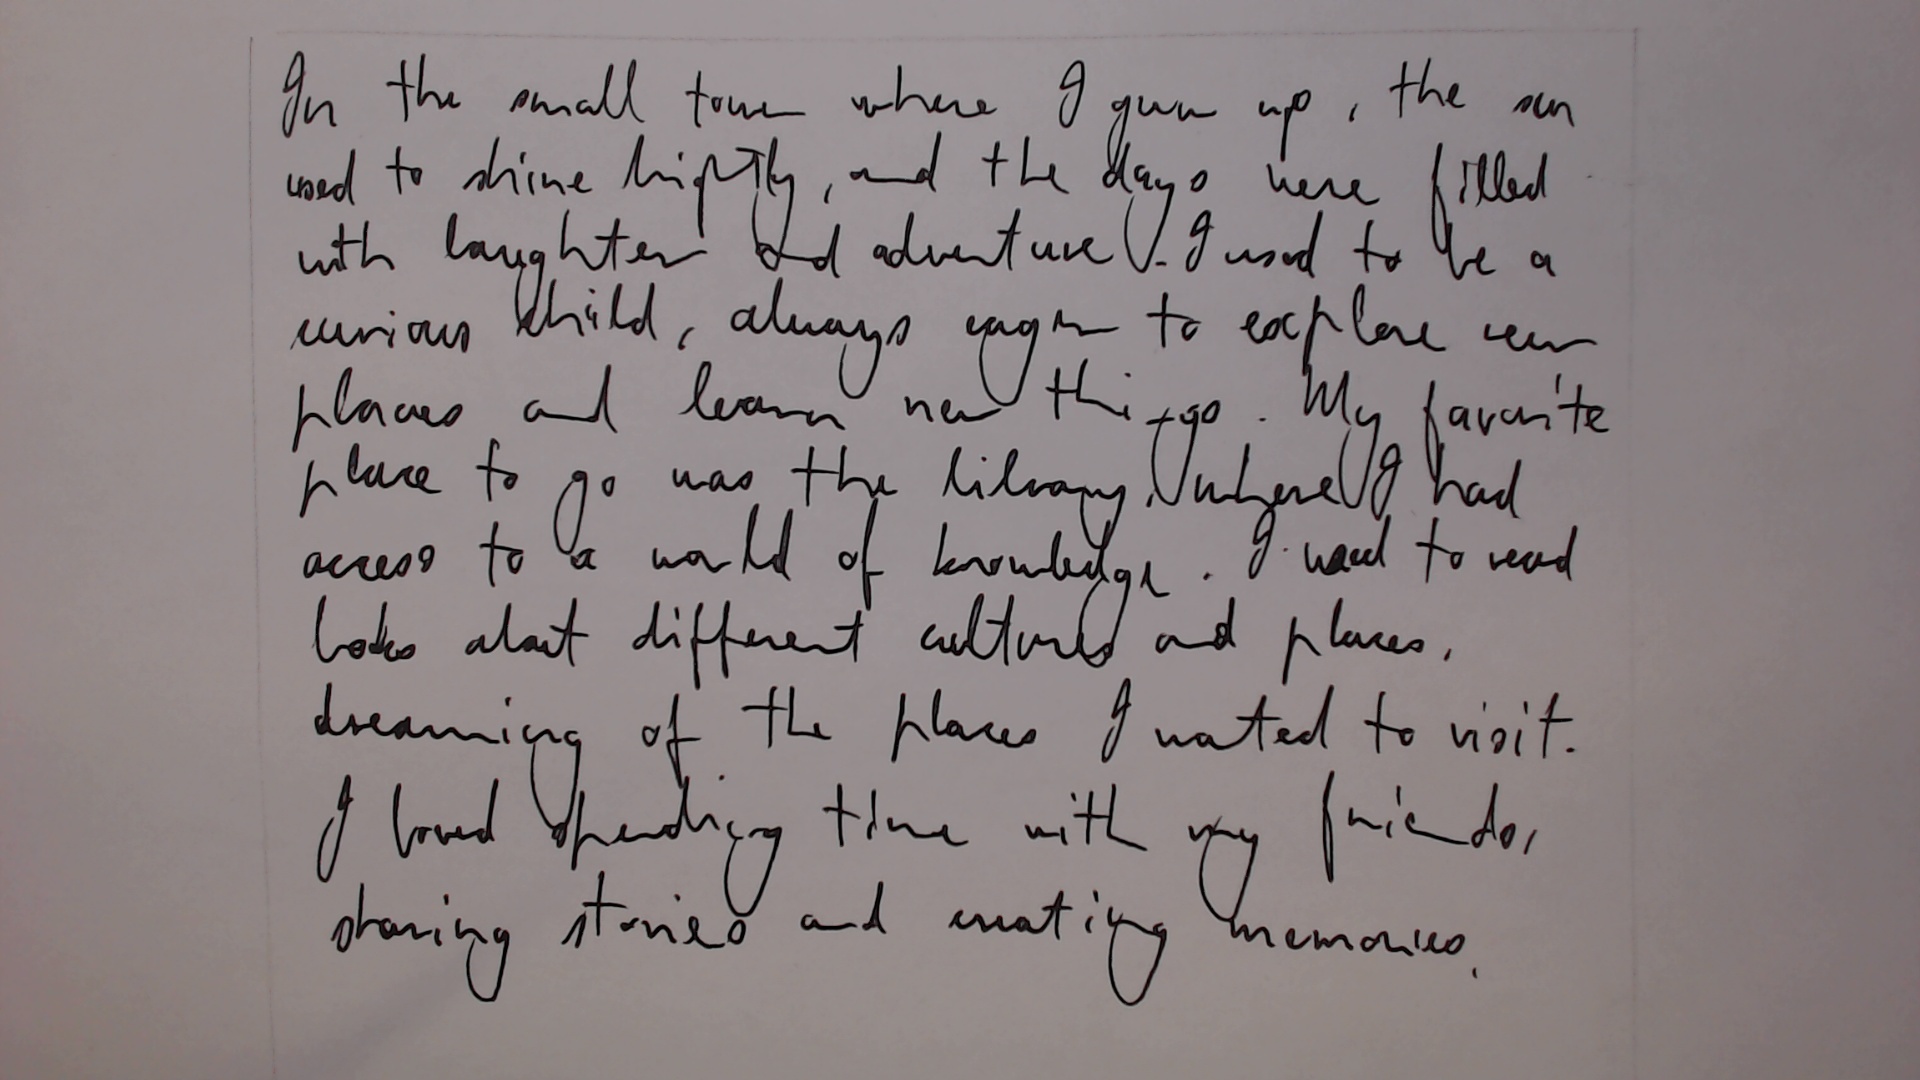 In the small town where I grew up, the sun
used to shine brightly, and the days were filled
with laughter and adventure. I used to be a
curious child, always eager to explore new
places and learn new things. My favorite
place to go was the library, where I had
access to a world of knowledge. I used to read
books about different cultures and places,
dreaming of the places I wanted to visit.
I loved spending time with my friends,
sharing stories and creating memories.